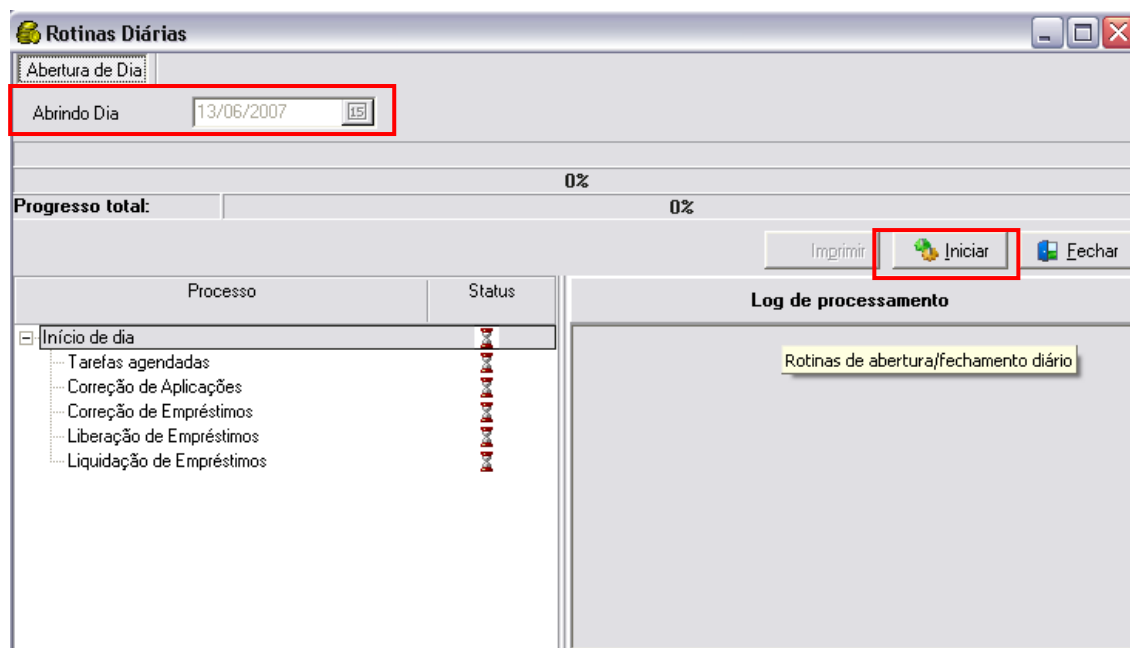 Rotinas Diárias
Abertura de Dia
Abrindo Dia 13/06/2007 15
0%
Progresso total: 0%
Imprimir Iniciar Fechar
Processo Status
Log de processamento
Início de dia
Rotinas de abertura/fechamento diário
Tarefas agendadas
Correção de Aplicações
Correção de Empréstimos
Liberação de Empréstimos
Liquidação de Empréstimos